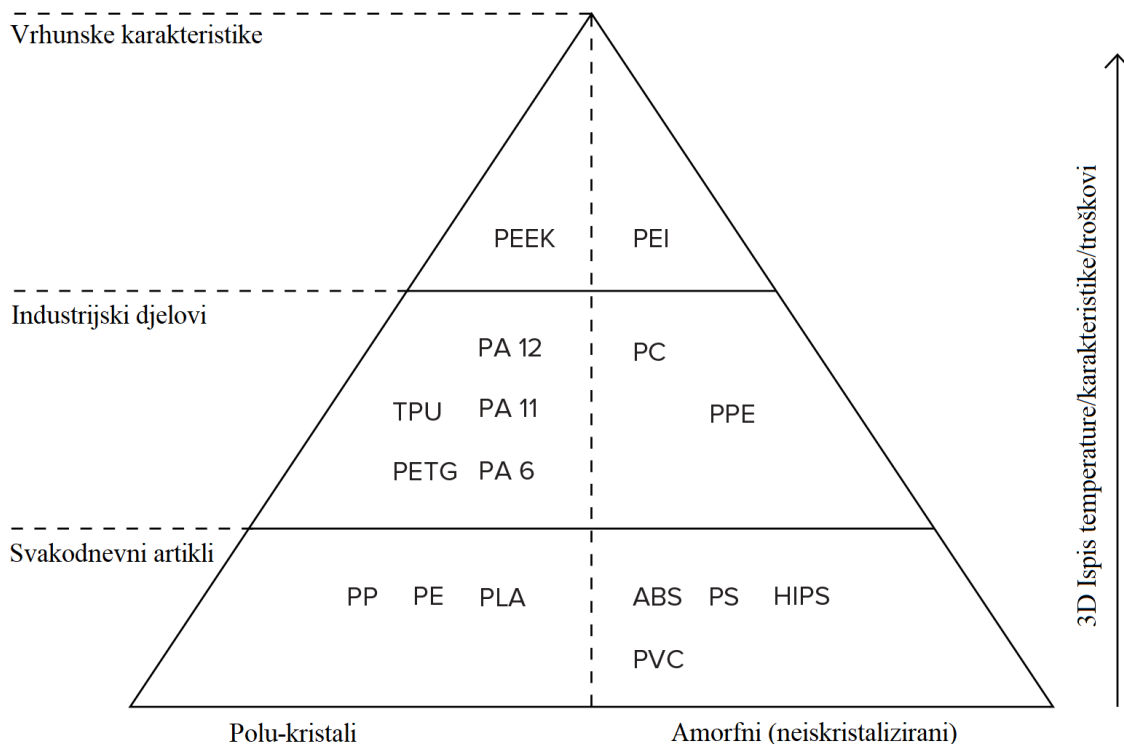 Vrhunske karakteristike
PEEK PEI
Industrijski djelovi
PA 12 PC
TPU PA 11 PPE
PETG PA 6
Svakodnevni artikli
PP PE PLA ABS PS HIPS
PVC
Polu-kristali Amorfni (neiskristalizirani)
3D Ispis temperature/karakteristike/troškovi